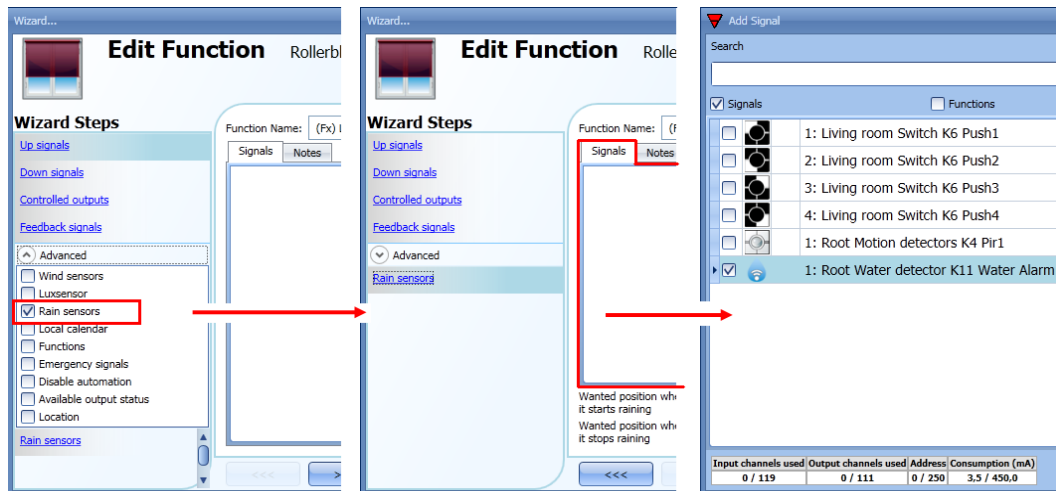 Wizard...
Edit Function Rollerbl
Wizard Steps
Up signals
Down signals
Controlled outputs
Feedback signals
Advanced
Wind sensors
Luxsensor
Rain sensors
Local calendar
Functions
Emergency signals
Disable automation
Available output status
Location
Rain sensors
Function Name: (Fx) L
Signals Notes
<<< >
Wizard...
Edit Function Rolle
Wizard Steps
Up signals
Down signals
Controlled outputs
Feedback signals
Advanced
Rain sensors
Function Name: (F
Signals Notes
Wanted position whe
it starts raining
Wanted position whe
it stops raining
<<<
Add Signal
Search
Signals Functions
1: Living room Switch K6 Push1
2: Living room Switch K6 Push2
3: Living room Switch K6 Push3
4: Living room Switch K6 Push4
1: Root Motion detectors K4 Pir1
1: Root Water detector K11 Water Alarm
Input channels used Output channels used Address Consumption (mA)
0 / 119 0 / 111 0 / 250 3,5 / 450,0